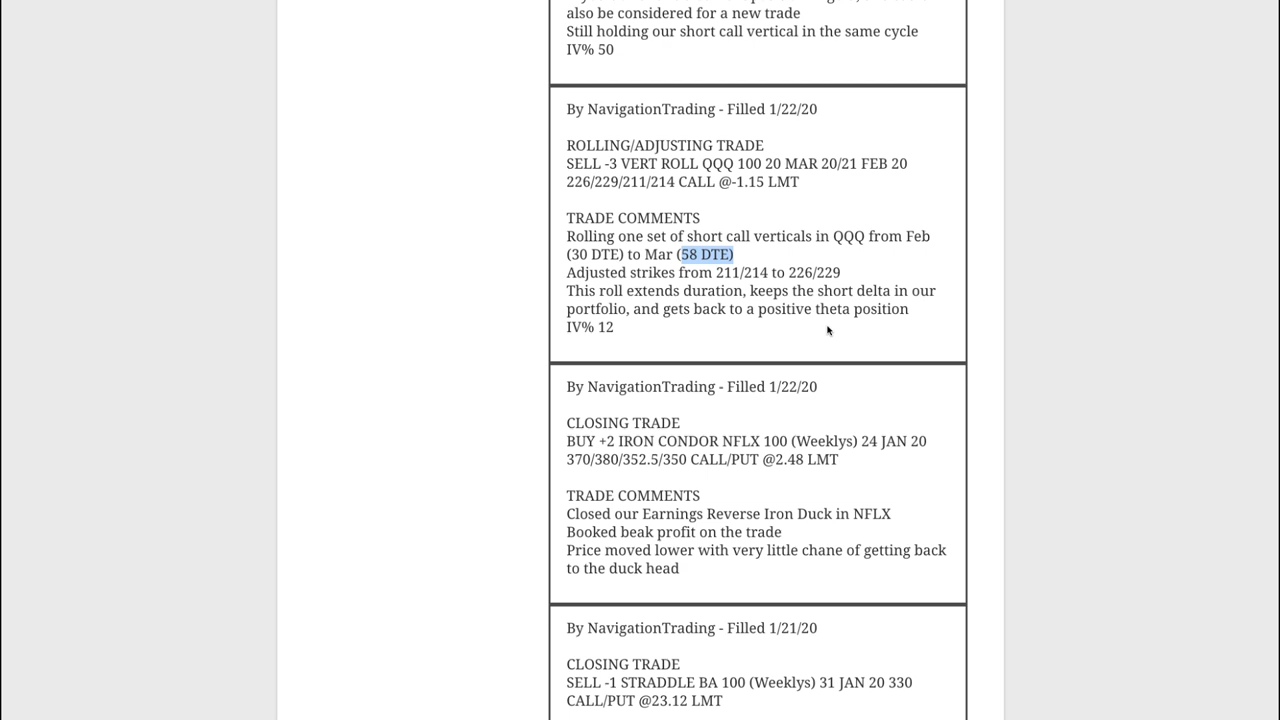 also be considered for a new trade
Still holding our short call vertical in the same cycle
IV% 50
By NavigationTrading - Filled 1/22/20
ROLLING/ADJUSTING TRADE
SELL -3 VERT ROLL QQQ 100 20 MAR 20/21 FEB 20
226/229/211/214 CALL @-1.15 LMT
TRADE COMMENTS
Rolling one set of short call verticals in QQQ from Feb
(30 DTE) to Mar (58 DTE)
Adjusted strikes from 211/214 to 226/229
This roll extends duration, keeps the short delta in our
portfolio, and gets back to a positive theta position
IV% 12
By NavigationTrading - Filled 1/22/20
CLOSING TRADE
BUY +2 IRON CONDOR NFLX 100 (Weeklys) 24 JAN 20
370/380/352.5/350 CALL/PUT @2.48 LMT
TRADE COMMENTS
Closed our Earnings Reverse Iron Duck in NFLX
Booked beak profit on the trade
Price moved lower with very little chane of getting back
to the duck head
By NavigationTrading - Filled 1/21/20
CLOSING TRADE
SELL -1 STRADDLE BA 100 (Weeklys) 31 JAN 20 330
CALL/PUT @23.12 LMT